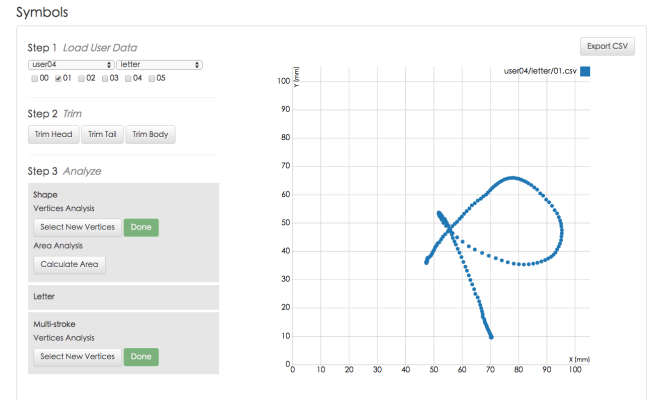 Symbols
Step 1 Load User Data
user04 letter
00 01 02 03 04 05
Step 2 Trim
Trim Head Trim Tail Trim Body
Step 3 Analyze
Shape
Vertices Analysis
Select New Vertices Done
Area Analysis
Calculate Area
Letter
Multi-stroke
Vertices Analysis
Select New Vertices Done
Export CSV
user04/letter/01.csv
Y (mm)
100
90
80
70
60
50
40
30
20
10
0
X (mm)
0 10 20 30 40 50 60 70 80 90 100